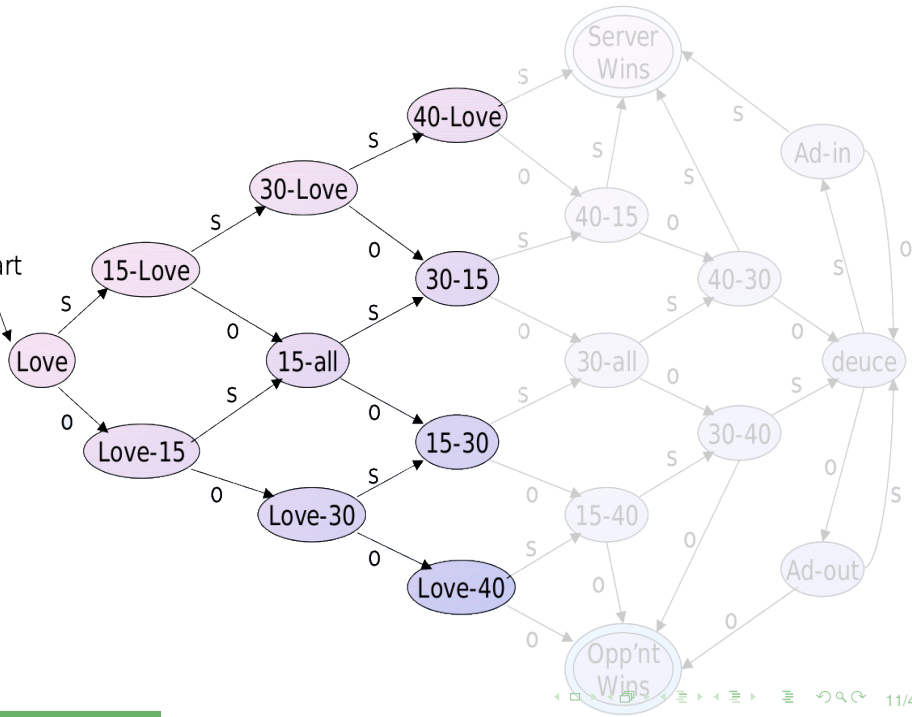 Server
Wins
s
40-Love
s
s
Ad-in
30-Love
s
o
40-15
s
s
o
s
o
o
15-Love
30-15
40-30
s
art
s
o
s
o
s
o
Love
15-all
30-all
deuce
s
o
s
o
s
o
Love-15
15-30
30-40
o
s
s
o
o
o
s
Love-30
15-40
o
s
o
Ad-out
Love-40
o
o
o
Opp'nt
Wins
11/4